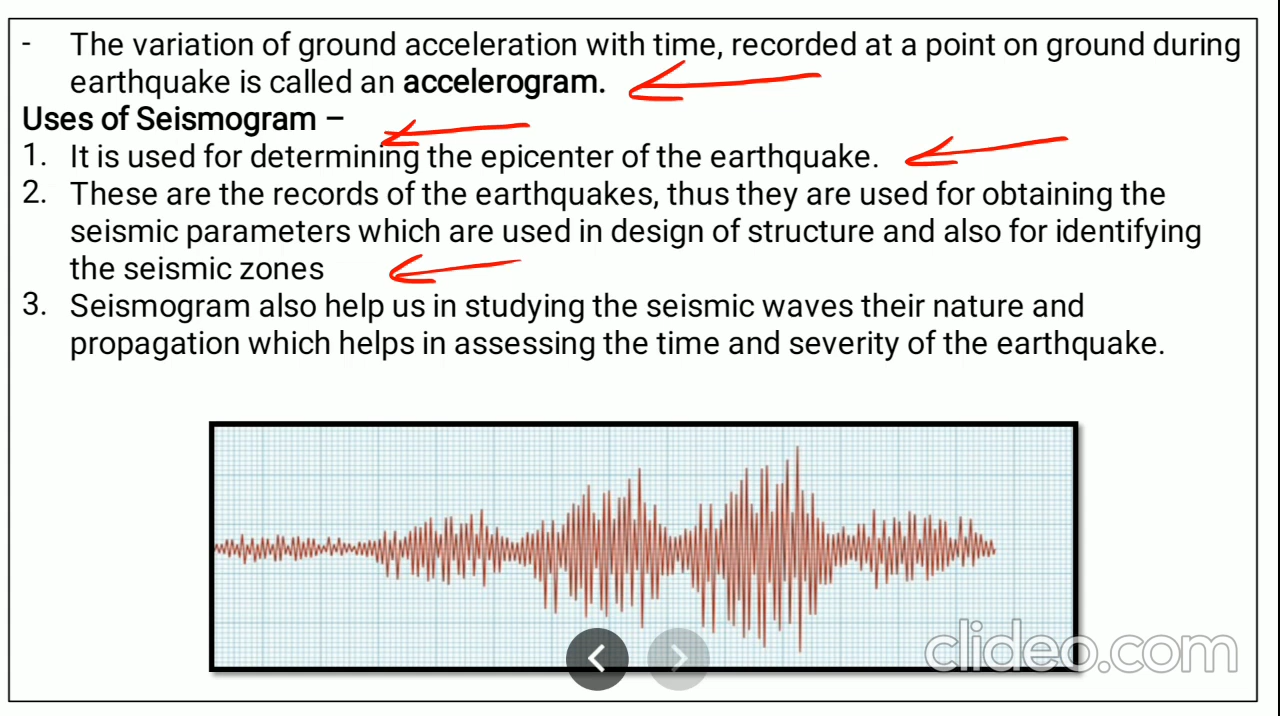 - The variation of ground acceleration with time, recorded at a point on ground during
earthquake is called an accelerogram.
Uses of Seismogram –
1. It is used for determining the epicenter of the earthquake.
2. These are the records of the earthquakes, thus they are used for obtaining the
seismic parameters which are used in design of structure and also for identifying
the seismic zones
3. Seismogram also help us in studying the seismic waves their nature and
propagation which helps in assessing the time and severity of the earthquake.
clideo.com